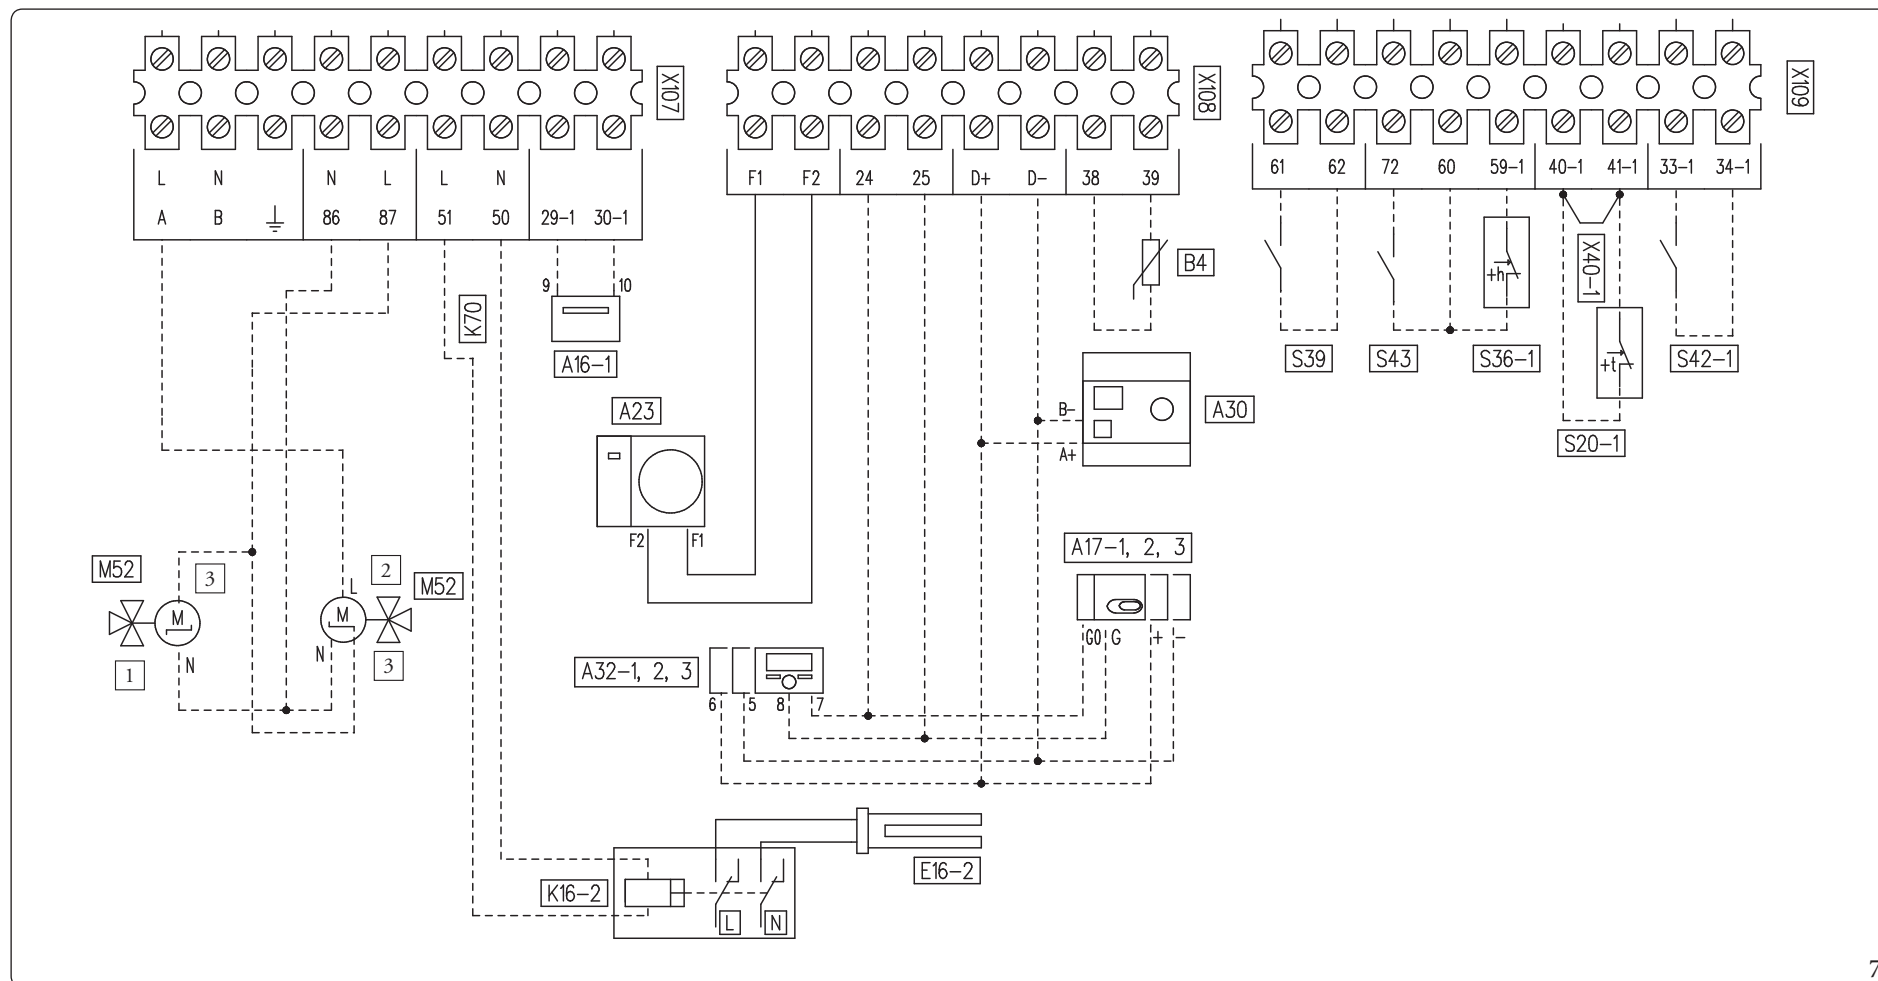 X107
X108
X109
L N N L L N
A B 86 87 51 50 29-1 30-1
F1 F2 24 25 D+ D- 38 39
61 62 72 60 59-1 40-1 41-1 33-1 34-1
9 10
K70
A16-1
B4
+h
X40-1
+t
S39
S43
S36-1
S42-1
S20-1
A23
F2 F1
B-
A+
A30
M52
3
M
N
1
L
2
M52
M
N
3
A17-1, 2, 3
G0 G + -
A32-1, 2, 3
6 5 8 7
E16-2
K16-2
L N
7